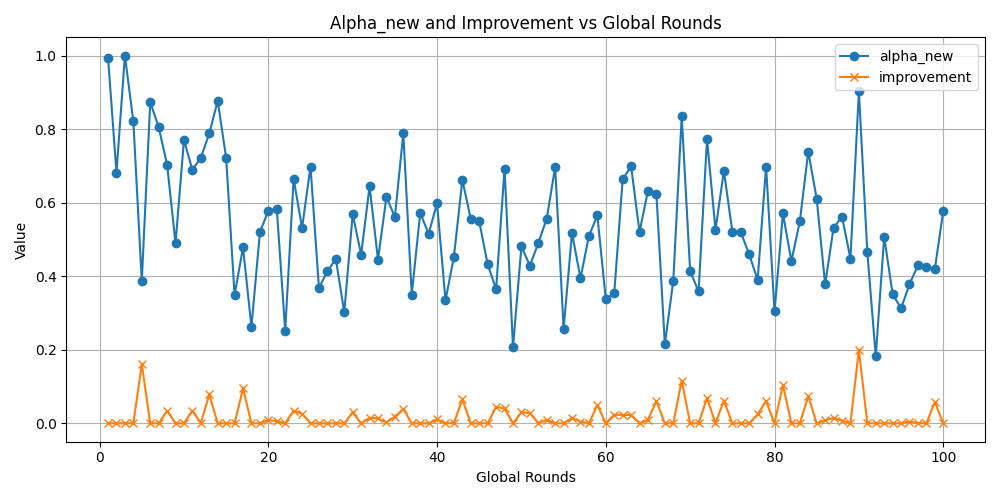 Alpha_new and Improvement vs Global Rounds
alpha_new
improvement
Value
1.0
0.8
0.6
0.4
0.2
0.0
0
20
40
60
80
100
Global Rounds